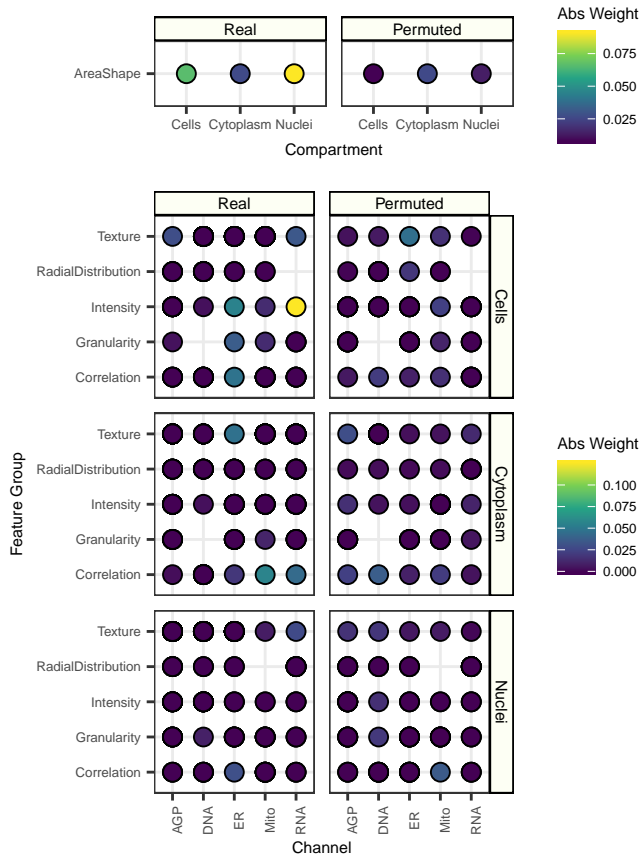 Real Permuted
AreaShape
Cells Cytoplasm Nuclei Cells Cytoplasm Nuclei
Compartment
Abs Weight
0.075
0.050
0.025
Real Permuted
Texture
RadialDistribution
Intensity
Granularity
Correlation
Cells
Texture
RadialDistribution
Intensity
Granularity
Correlation
Cytoplasm
Texture
RadialDistribution
Intensity
Granularity
Correlation
Nuclei
Feature Group
AGP DNA ER Mito RNA AGP DNA ER Mito RNA
Channel
Abs Weight
0.100
0.075
0.050
0.025
0.000